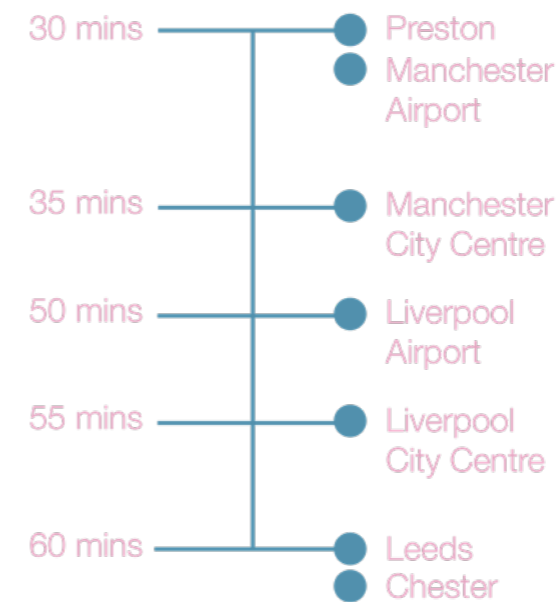 30 mins Preston
Manchester
Airport
35 mins Manchester
City Centre
50 mins Liverpool
Airport
55 mins Liverpool
City Centre
60 mins Leeds
Chester